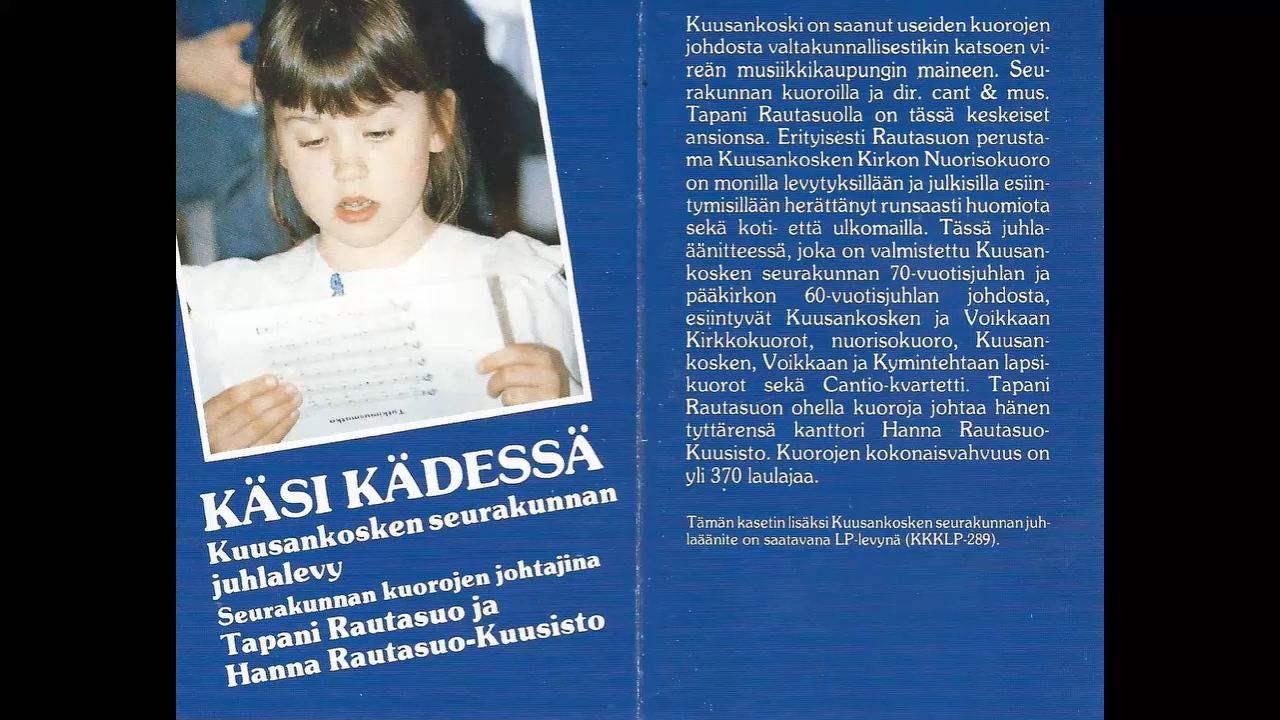 Tutkimusmatka
KÄSI KÄDESSÄ
Kuusankosken seurakunnan
juhlalevy
Seurakunnan kuorojen johtajina
Tapani Rautasuo ja
Hanna Rautasuo-Kuusisto
Kuusankoski on saanut useiden kuorojen
johdosta valtakunnallisestikin katsoen vi-
reän musiikkikaupungin maineen. Seu-
rakunnan kuoroilla ja dir. cant & mus.
Tapani Rautasuolla on tässä keskeiset
ansionsa. Erityisesti Rautasuon perusta-
ma Kuusankosken Kirkon Nuorisokuoro
on monilla levytyksillään ja julkisilla esiin-
tymisillään herättänyt runsaasti huomiota
sekä koti- että ulkomailla. Tässä juhla-
äänitteessä, joka on valmistettu Kuusan-
kosken seurakunnan 70-vuotisjuhlan ja
pääkirkon 60-vuotisjuhlan johdosta,
esiintyvät Kuusankosken ja Voikkaan
Kirkkokuorot, nuorisokuoro, Kuusan-
kosken, Voikkaan ja Kymintehtaan lapsi-
kuorot sekä Cantio-kvartetti. Tapani
Rautasuon ohella kuoroja johtaa hänen
tyttärensä kanttori Hanna Rautasuo-
Kuusisto. Kuorojen kokonaisvahvuus on
yli 370 laulajaa.
Tämän kasetin lisäksi Kuusankosken seurakunnan juh-
laäänite on saatavana LP-levynä (KKKLP-289).